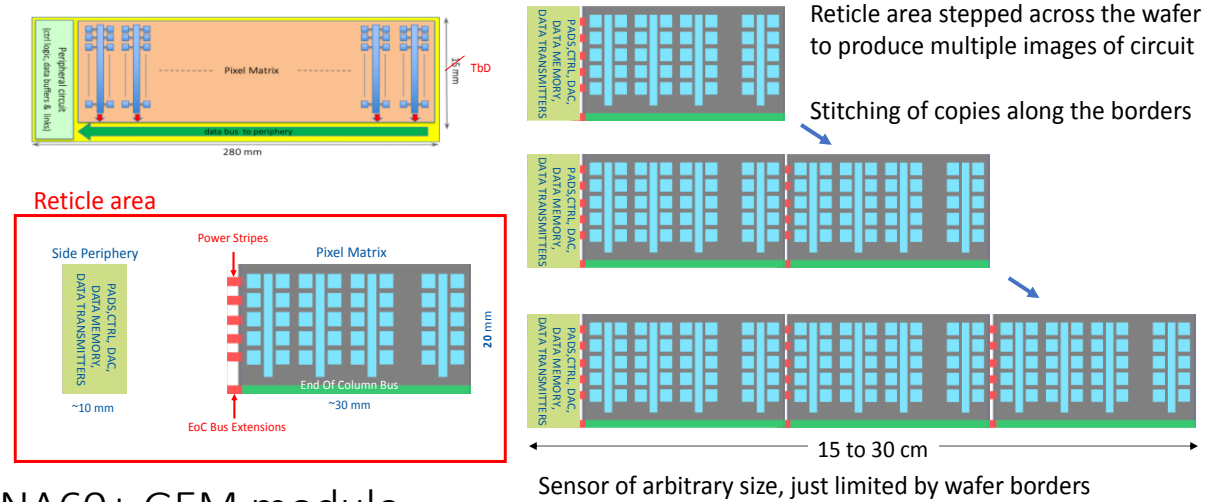 Peripheral circuit
(ctrl logic, data buffers & links)
Pixel Matrix
data bus to periphery
280 mm
15 mm
TbD
Reticle area
Side Periphery
PADS,CTRL, DAC,
DATA MEMORY,
DATA TRANSMITTERS
~10 mm
Power Stripes
Pixel Matrix
End Of Column Bus
20 mm
~30 mm
EoC Bus Extensions
PADS,CTRL, DAC,
DATA MEMORY,
DATA TRANSMITTERS
Reticle area stepped across the wafer
to produce multiple images of circuit
Stitching of copies along the borders
PADS,CTRL, DAC,
DATA MEMORY,
DATA TRANSMITTERS
PADS,CTRL, DAC,
DATA MEMORY,
DATA TRANSMITTERS
15 to 30 cm
Sensor of arbitrary size, just limited by wafer borders
NA60+ GEM module